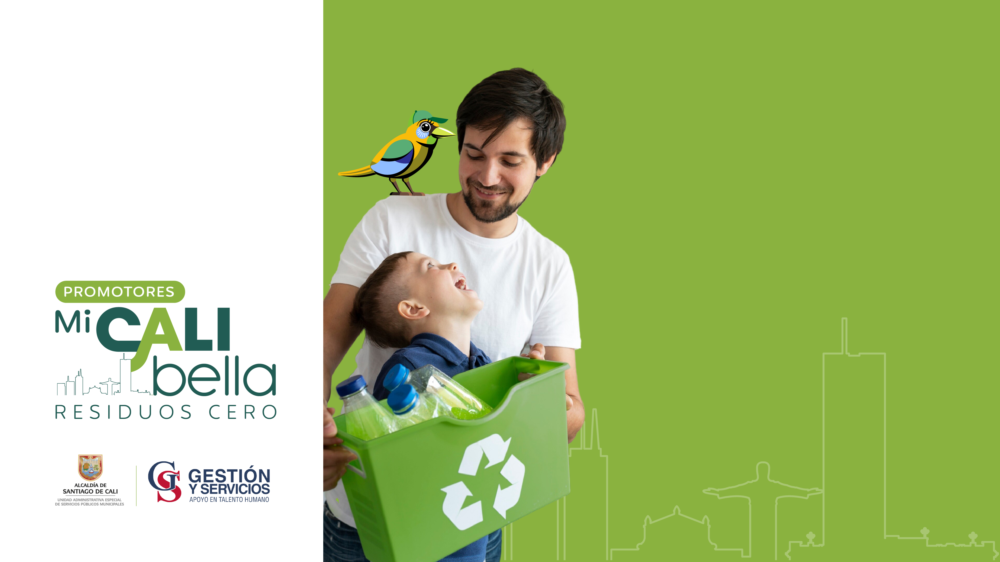 PROMOTORES
Mi CALI
bella
RESIDUOS CERO
ALCALDÍA DE
SANTIAGO DE CALI
UNIDAD ADMINISTRATIVA ESPECIAL
DE SERVICIOS PÚBLICOS MUNICIPALES
GS
GESTIÓN
Y SERVICIOS
APOYO EN TALENTO HUMANO